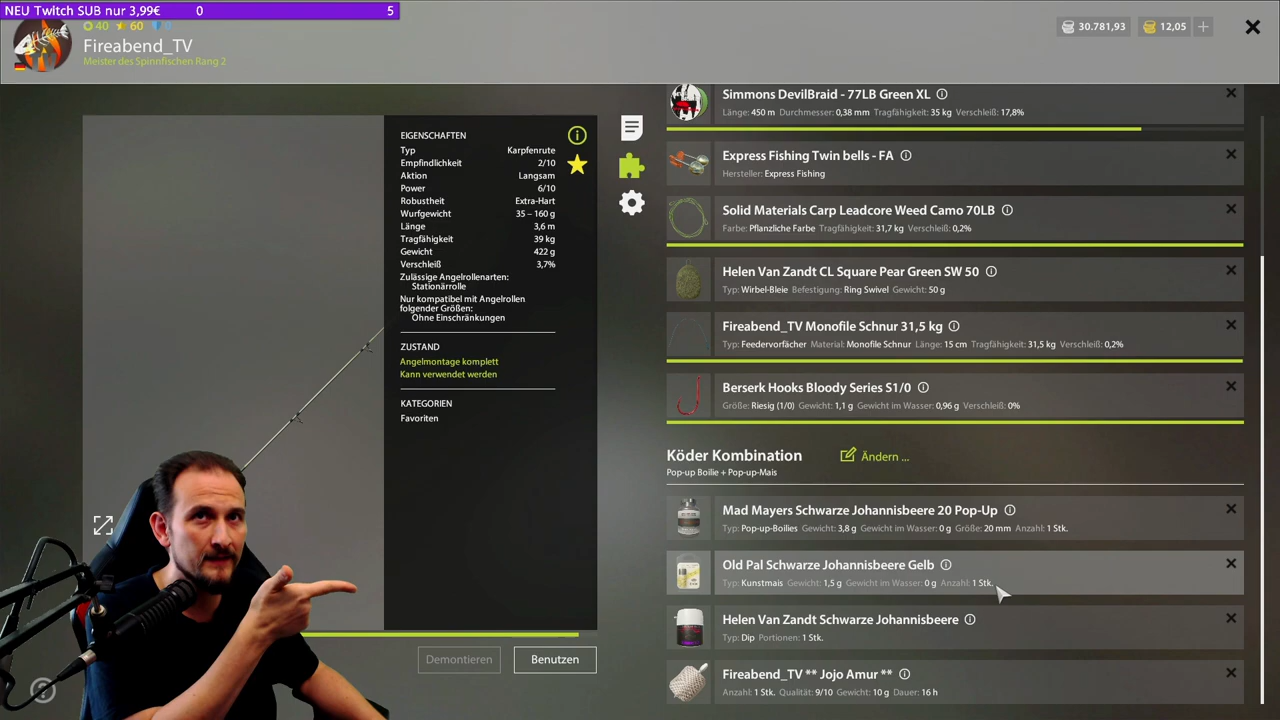 NEU Twitch SUB nur 3,99€ 0 5
40 60 0
Fireabend_TV
Meister des Spinnfischen Rang 2
30.781,93 12,05
EIGENSCHAFTEN
Typ Karpfenrute
Empfindlichkeit 2/10
Aktion Langsam
Power 6/10
Robustheit Extra-Hart
Wurfgewicht 35 – 160 g
Länge 3,6 m
Tragfähigkeit 39 kg
Gewicht 422 g
Verschleiß 3,7%
Zulässige Angelrollenarten:
Stationärrolle
Nur kompatibel mit Angelrollen
folgender Größen:
Ohne Einschränkungen
ZUSTAND
Angelmontage komplett
Kann verwendet werden
KATEGORIEN
Favoriten
Demontieren
Benutzen
Simmons DevilBraid - 77LB Green XL
Länge: 450 m Durchmesser: 0,38 mm Tragfähigkeit: 35 kg Verschleiß: 17,8%
Express Fishing Twin bells - FA
Hersteller: Express Fishing
Solid Materials Carp Leadcore Weed Camo 70LB
Farbe: Pflanzliche Farbe Tragfähigkeit: 31,7 kg Verschleiß: 0,2%
Helen Van Zandt CL Square Pear Green SW 50
Typ: Wirbel-Bleie Befestigung: Ring Swivel Gewicht: 50 g
Fireabend_TV Monofile Schnur 31,5 kg
Typ: Feedervorfächer Material: Monofile Schnur Länge: 15 cm Tragfähigkeit: 31,5 kg Verschleiß: 0,2%
Berserk Hooks Bloody Series S1/0
Größe: Riesig (1/0) Gewicht: 1,1 g Gewicht im Wasser: 0,96 g Verschleiß: 0%
Köder Kombination Ändern ...
Pop-up Boilie + Pop-up-Mais
Mad Mayers Schwarze Johannisbeere 20 Pop-Up
Typ: Pop-up-Boilies Gewicht: 3,8 g Gewicht im Wasser: 0 g Größe: 20 mm Anzahl: 1 Stk.
Old Pal Schwarze Johannisbeere Gelb
Typ: Kunstmais Gewicht: 1,5 g Gewicht im Wasser: 0 g Anzahl: 1 Stk.
Helen Van Zandt Schwarze Johannisbeere
Typ: Dip Portionen: 1 Stk.
Fireabend_TV ** Jojo Amur **
Anzahl: 1 Stk. Qualität: 9/10 Gewicht: 10 g Dauer: 16 h